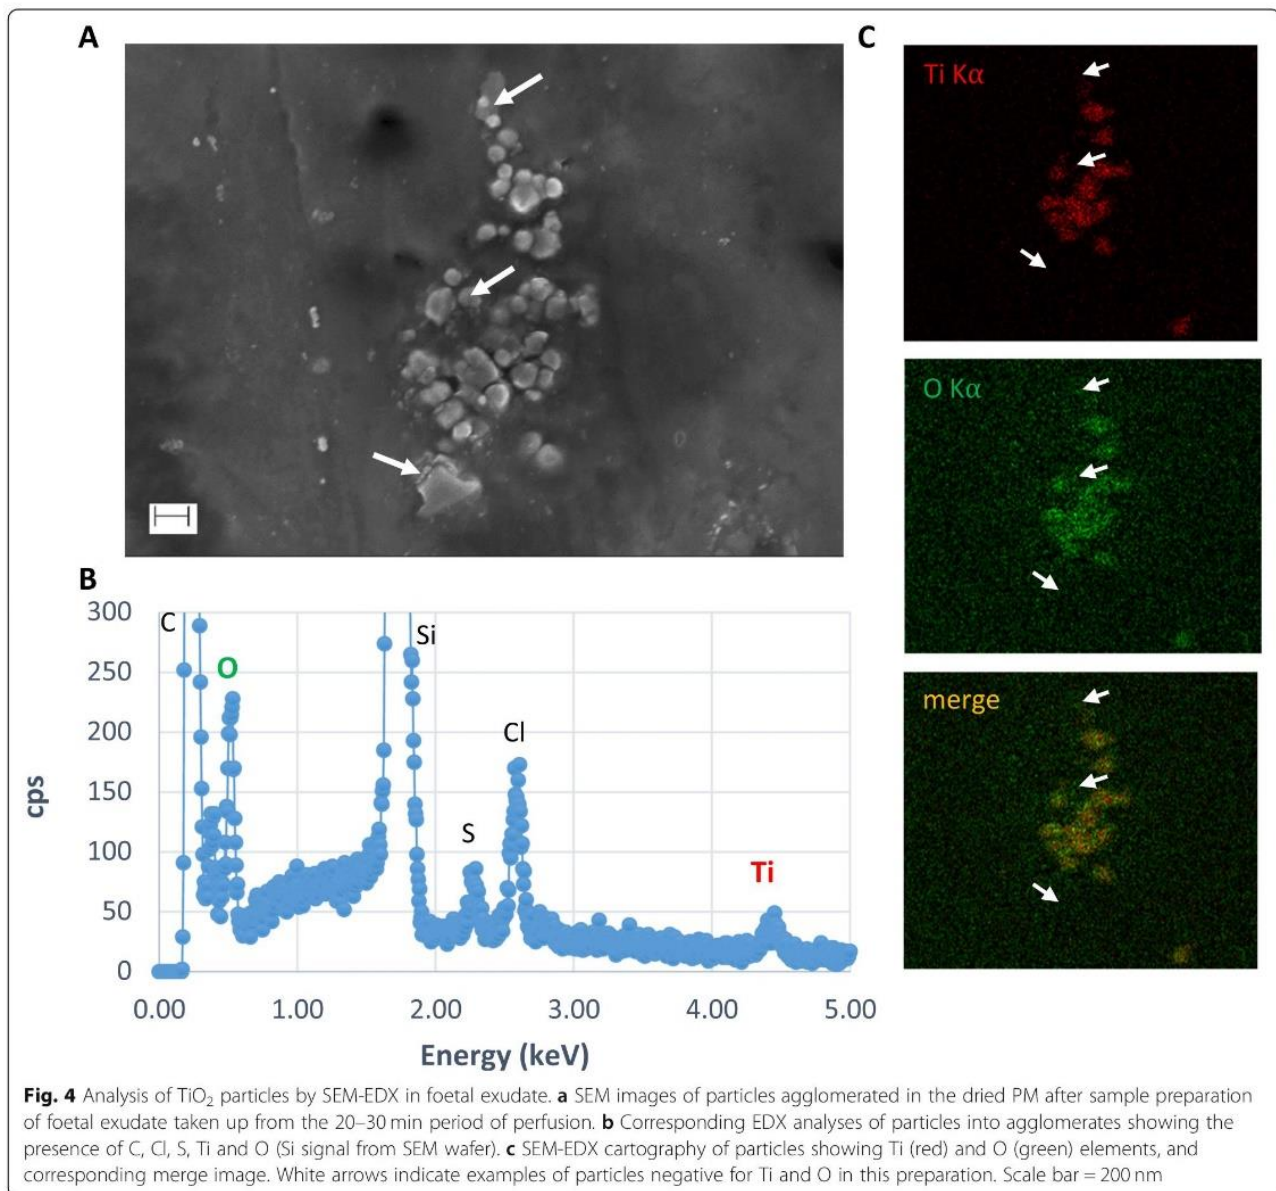 A
C
Ti Kα
O Kα
merge
B
300
250
200
150
100
50
0
cps
C
O
Si
S
Cl
Ti
0.00 1.00 2.00 3.00 4.00 5.00
Energy (keV)
Fig. 4 Analysis of TiO₂ particles by SEM-EDX in foetal exudate. a SEM images of particles agglomerated in the dried PM after sample preparation
of foetal exudate taken up from the 20–30 min period of perfusion. b Corresponding EDX analyses of particles into agglomerates showing the
presence of C, Cl, S, Ti and O (Si signal from SEM wafer). c SEM-EDX cartography of particles showing Ti (red) and O (green) elements, and
corresponding merge image. White arrows indicate examples of particles negative for Ti and O in this preparation. Scale bar = 200 nm